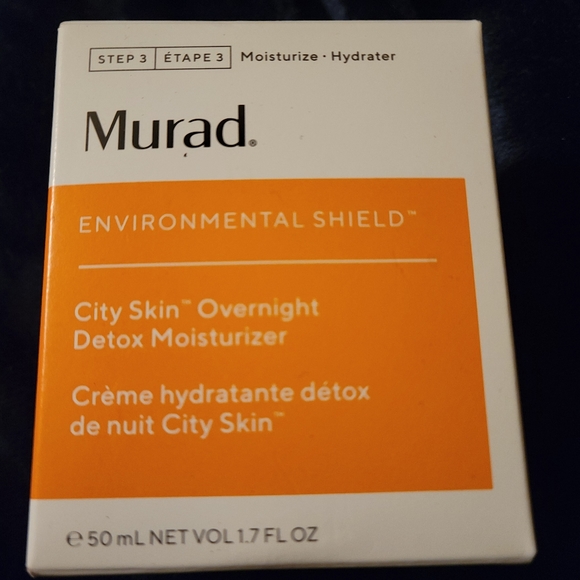 STEP 3 ÉTAPE 3 Moisturize · Hydrater
Murad®
ENVIRONMENTAL SHIELD™
City Skin™ Overnight
Detox Moisturizer
Crème hydratante détox
de nuit City Skin™
℮ 50 mL NET VOL 1.7 FL OZ